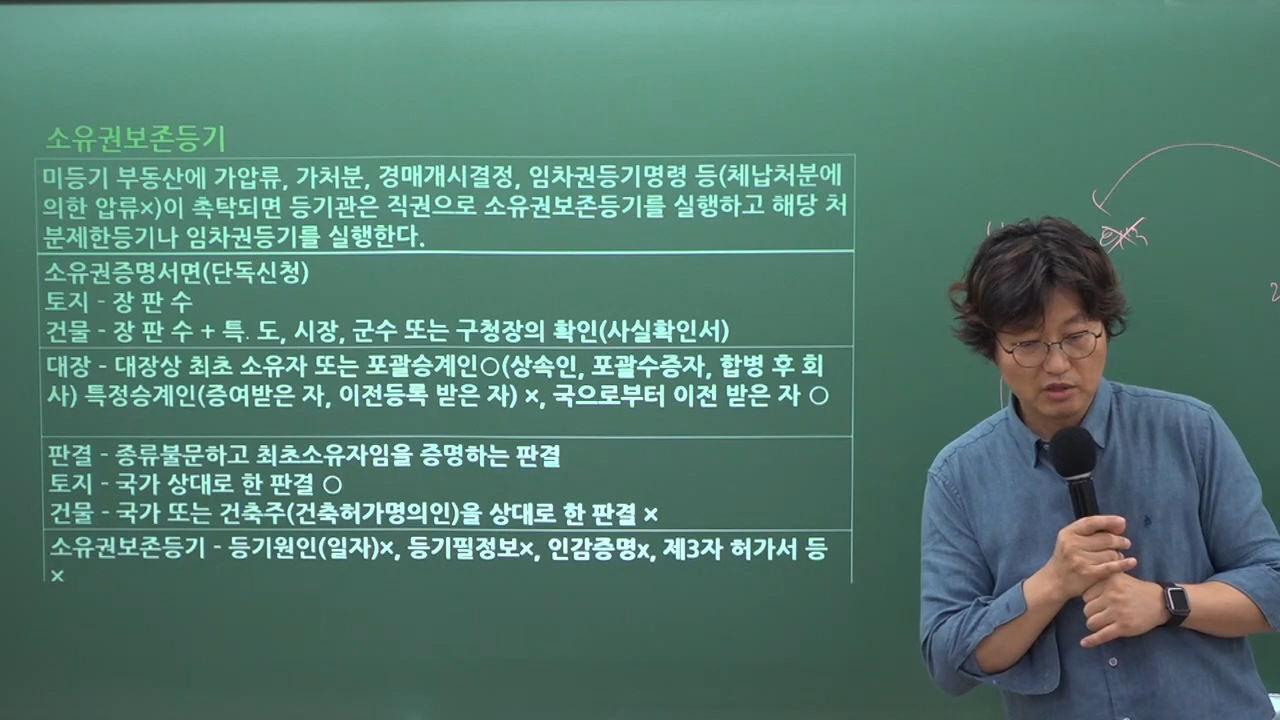 소유권보존등기
미등기 부동산에 가압류, 가처분, 경매개시결정, 임차권등기명령 등(체납처분에
의한 압류×)이 촉탁되면 등기관은 직권으로 소유권보존등기를 실행하고 해당 처
분제한등기나 임차권등기를 실행한다.
소유권증명서면(단독신청)
토지 - 장 판 수
건물 - 장 판 수 + 특. 도, 시장, 군수 또는 구청장의 확인(사실확인서)
대장 - 대장상 최초 소유자 또는 포괄승계인○(상속인, 포괄수증자, 합병 후 회
사) 특정승계인(증여받은 자, 이전등록 받은 자) ×, 국으로부터 이전 받은 자 ○
판결 - 종류불문하고 최초소유자임을 증명하는 판결
토지 - 국가 상대로 한 판결 ○
건물 - 국가 또는 건축주(건축허가명의인)을 상대로 한 판결 ×
소유권보존등기 - 등기원인(일자)×, 등기필정보×, 인감증명x, 제3자 허가서 등
×